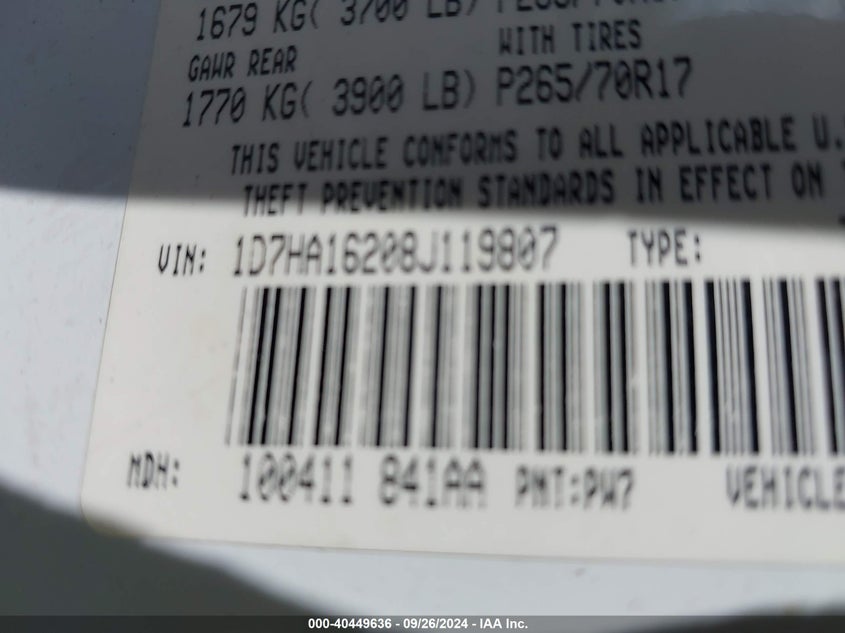 1679 KG( 3700 LB)
WITH TIRES
GAWR REAR
1770 KG( 3900 LB) P265/70R17
THIS VEHICLE CONFORMS TO ALL APPLICABLE U.
THEFT PREVENTION STANDARDS IN EFFECT ON
VIN: 1D7HA16208J119807 TYPE:
MDH: 100411 841AA PNT:PW7 VEHICLE
000-40449636 - 09/26/2024 - IAA Inc.